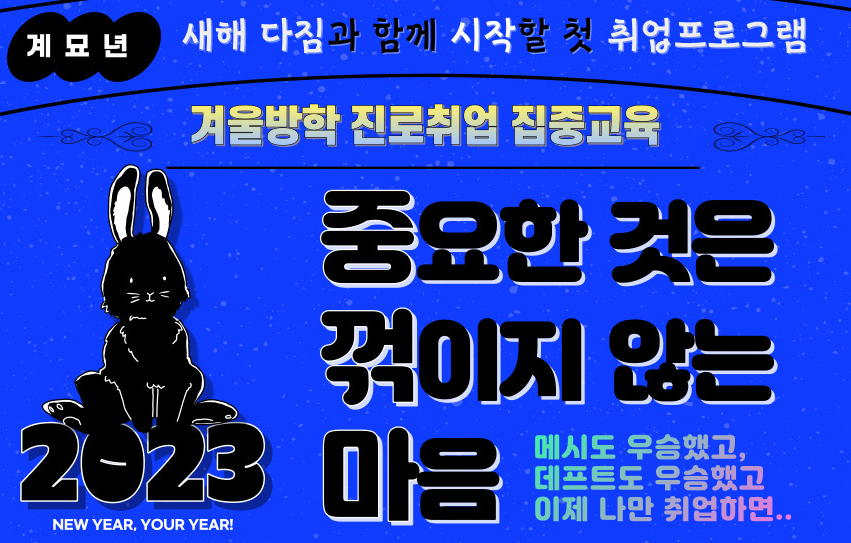 계묘년
새해 다짐과 함께 시작할 첫 취업프로그램
겨울방학 진로취업 집중교육
중요한 것은
꺾이지 않는
마음
메시도 우승했고,
데프트도 우승했고
이제 나만 취업하면..
2023
NEW YEAR, YOUR YEAR!